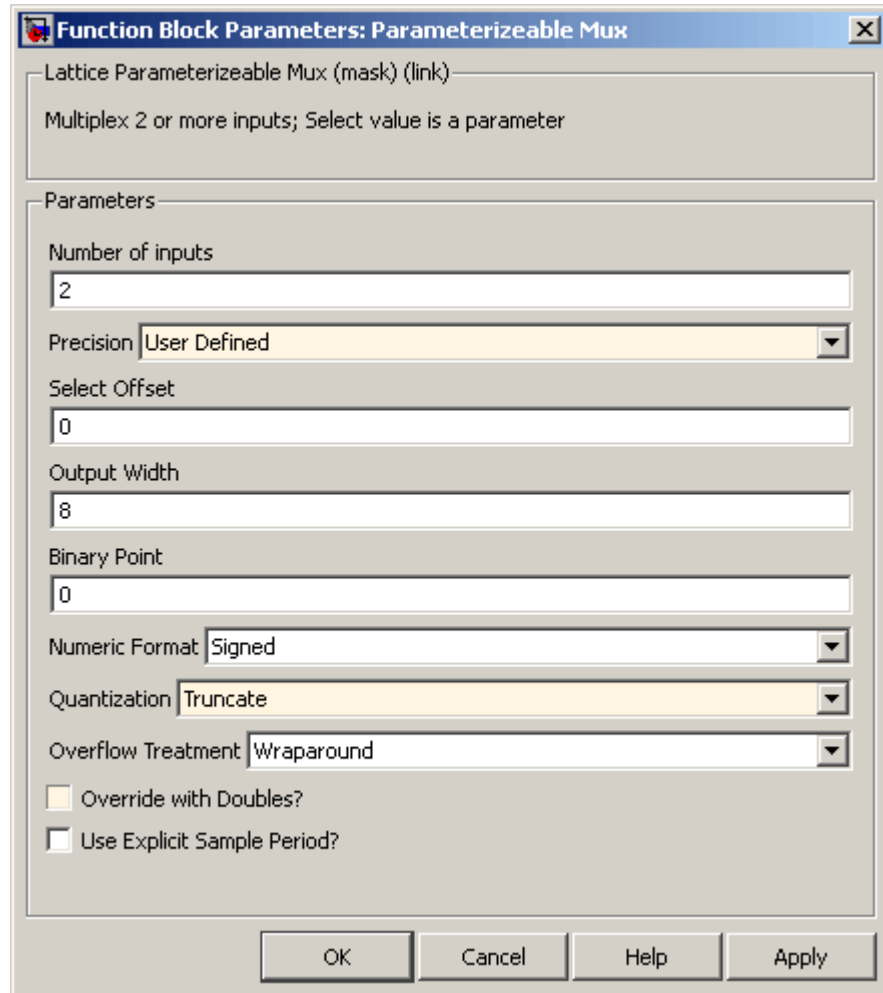 Function Block Parameters: Parameterizeable Mux
Lattice Parameterizeable Mux (mask) (link)
Multiplex 2 or more inputs; Select value is a parameter
Parameters
Number of inputs
2
Precision User Defined
Select Offset
0
Output Width
8
Binary Point
0
Numeric Format Signed
Quantization Truncate
Overflow Treatment Wraparound
Override with Doubles?
Use Explicit Sample Period?
OK Cancel Help Apply